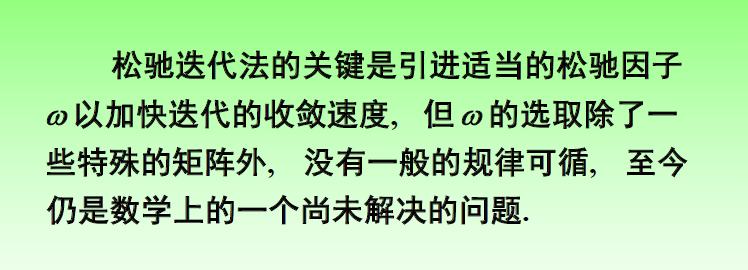 松驰迭代法的关键是引进适当的松驰因子
ω以加快迭代的收敛速度, 但ω的选取除了一
些特殊的矩阵外, 没有一般的规律可循, 至今
仍是数学上的一个尚未解决的问题.